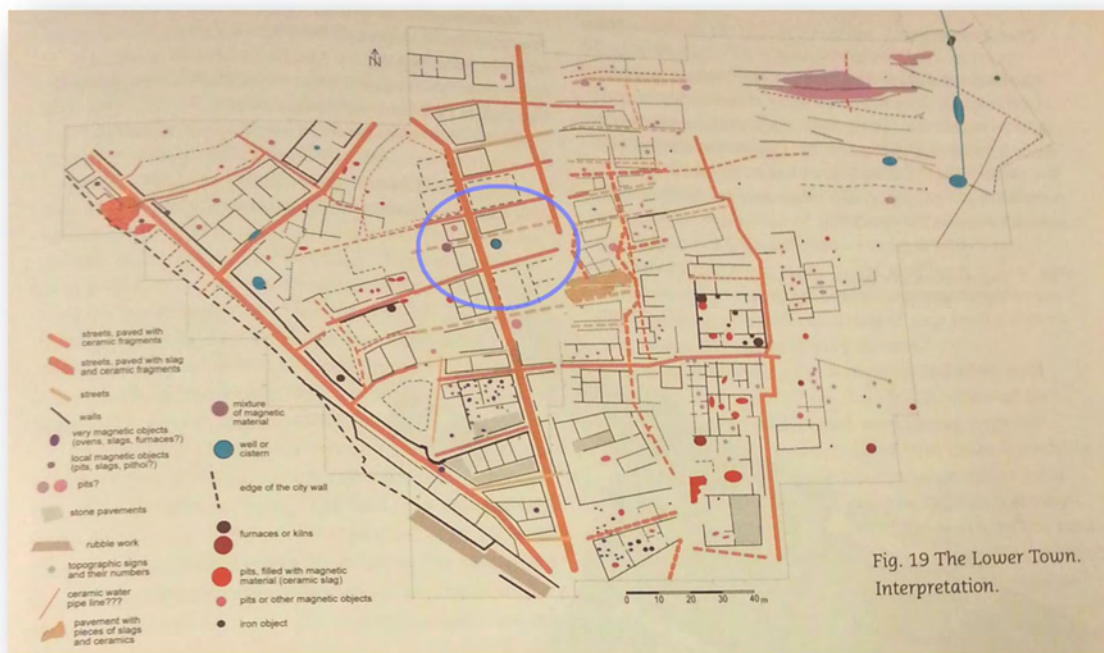 N
streets, paved with
ceramic fragments
streets, paved with slag
and ceramic fragments
streets
walls
very magnetic objects
(ovens, slags, furnaces?)
local magnetic objects
(pits, slags, pithoi?)
pits?
stone pavements
rubble work
topographic signs
and their numbers
ceramic water
pipe line???
pavement with
pieces of slags
and ceramics
mixture
of magnetic
material
well or
cistern
edge of the city wall
furnaces or kilns
pits, filled with magnetic
material (ceramic slag)
pits or other magnetic objects
iron object
0 10 20 30 40 m
Fig. 19 The Lower Town.
Interpretation.